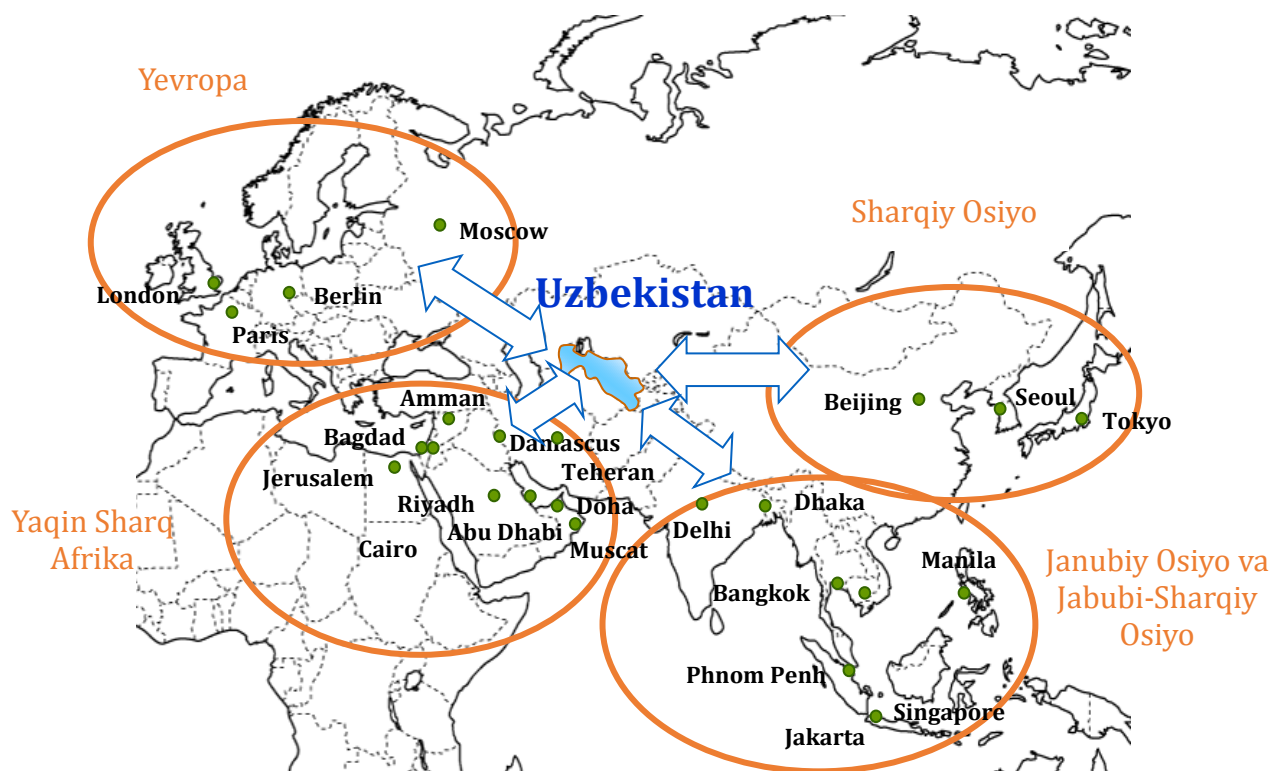 Yevropa
Sharqiy Osiyo
Moscow
Uzbekistan
London
Berlin
Paris
Amman
Beijing
Seoul
Tokyo
Bagdad
Damascus
Jerusalem
Teheran
Riyadh
Doha
Dhaka
Yaqin Sharq
Afrika
Abu Dhabi
Delhi
Cairo
Muscat
Manila
Janubiy Osiyo va
Jabubi-Sharqiy
Osiyo
Bangkok
Phnom Penh
Singapore
Jakarta